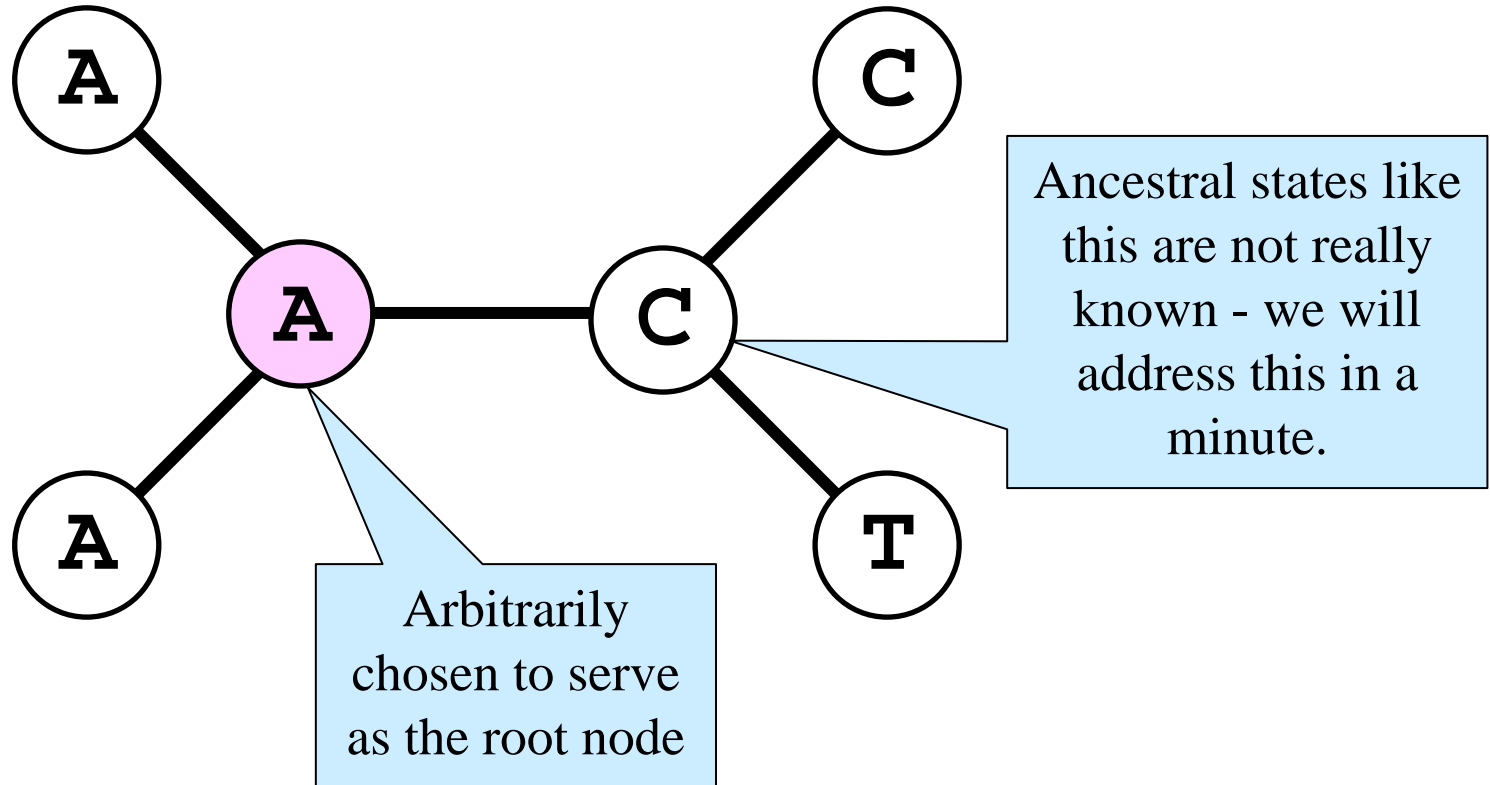 A
C
Ancestral states like
this are not really
known - we will
address this in a
minute.
A
C
A
T
Arbitrarily
chosen to serve
as the root node